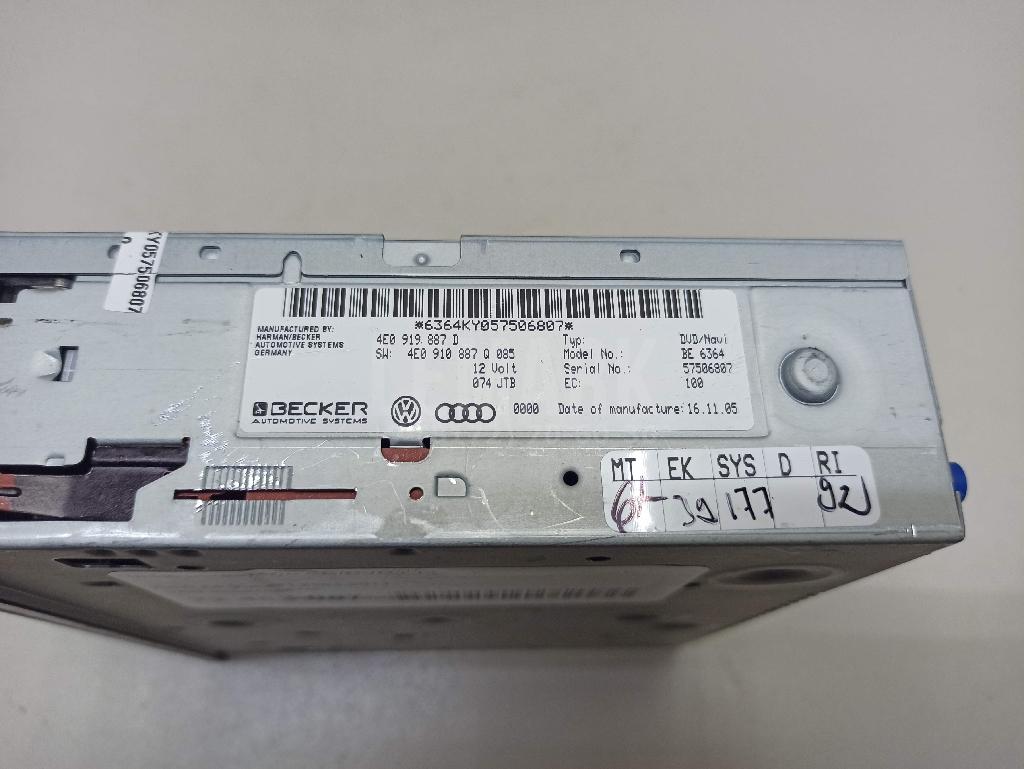 KY057506807
*6364KY057506807*
MANUFACTURED BY:
HARMAN/BECKER
AUTOMOTIVE SYSTEMS
GERMANY
4E0 919 887 D
SW: 4E0 910 887 Q 085
12 Volt
074 JTB
Typ: DVD/Navi
Model No.: BE 6364
Serial No.: 57506807
EC: 100
BECKER
AUTOMOTIVE SYSTEMS
0000 Date of manufacture: 16.11.05
MT. EK SYS D RI
39 177 92